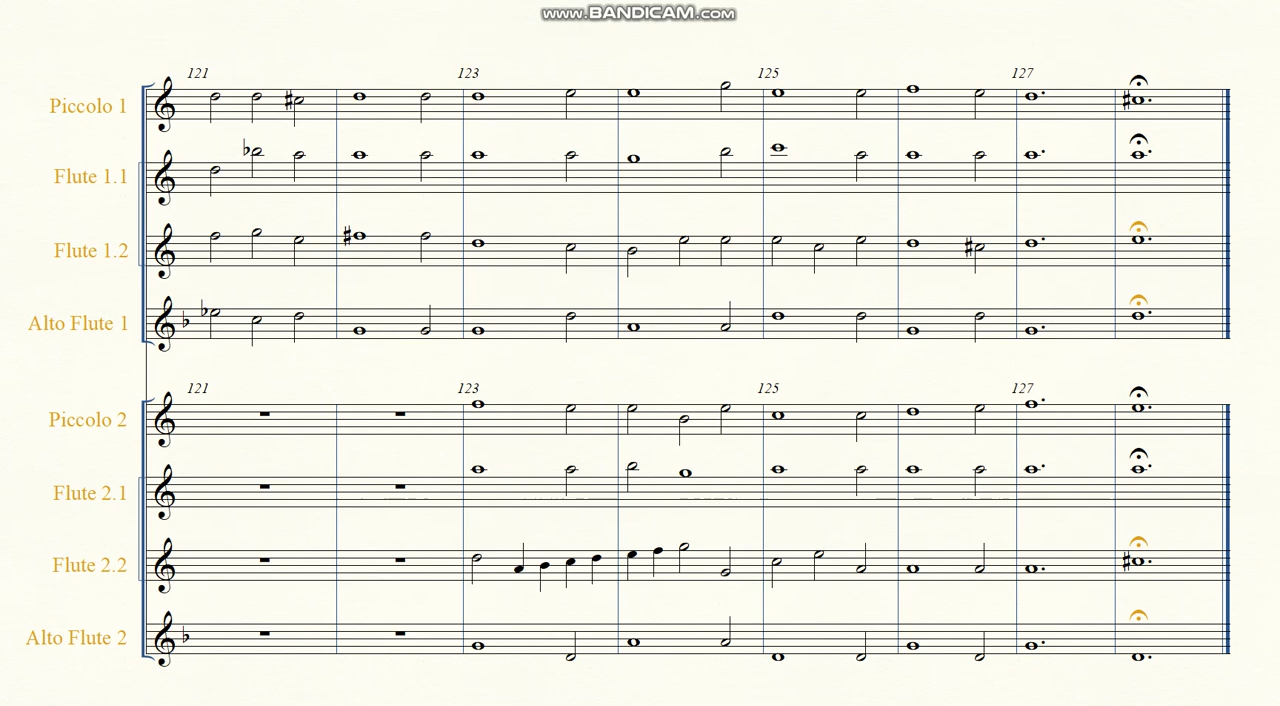 www.BANDICAM.com
121 123 125 127
Piccolo 1
Flute 1.1
Flute 1.2
Alto Flute 1
121 123 125 127
Piccolo 2
Flute 2.1
Flute 2.2
Alto Flute 2